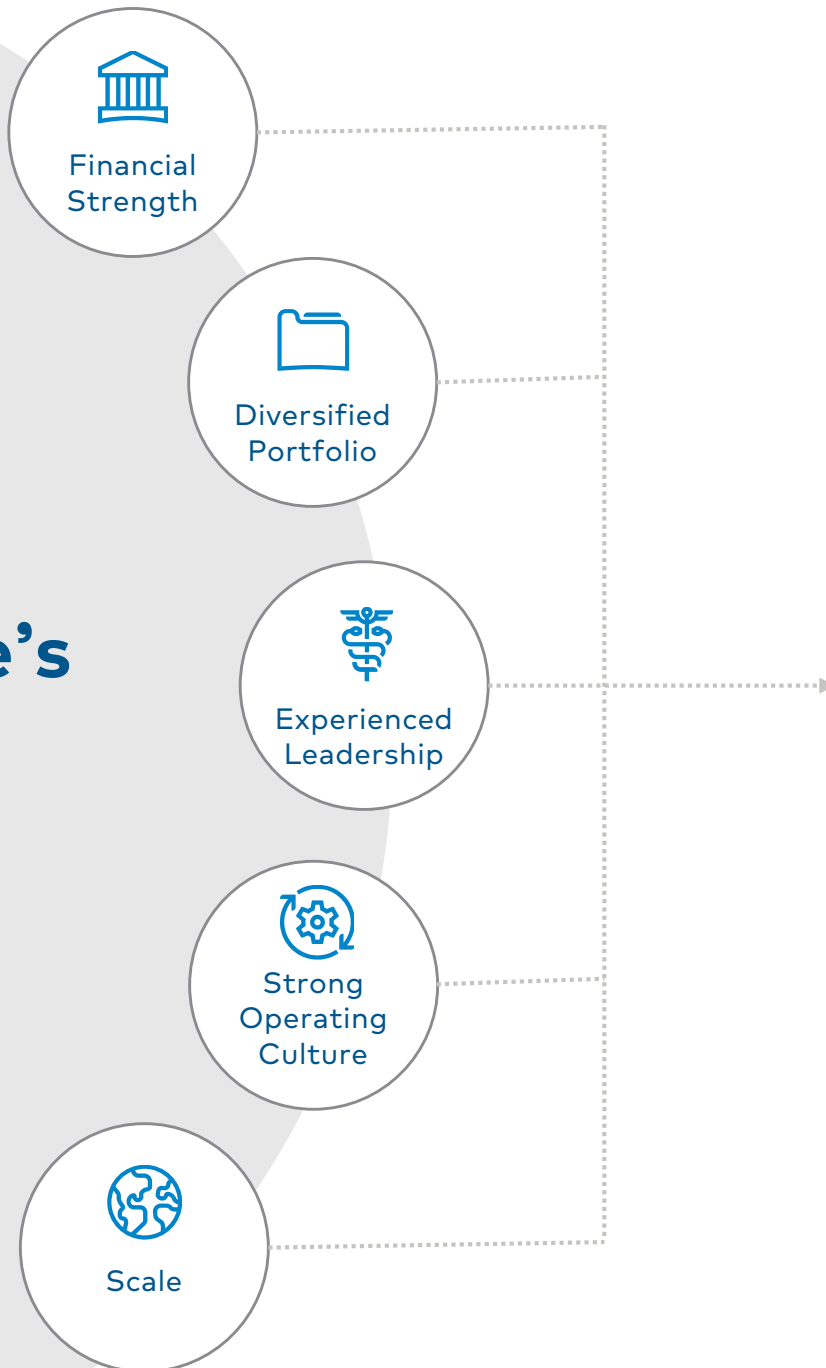 Financial
Strength
Diversified
Portfolio
e’s
Experienced
Leadership
Strong
Operating
Culture
Scale